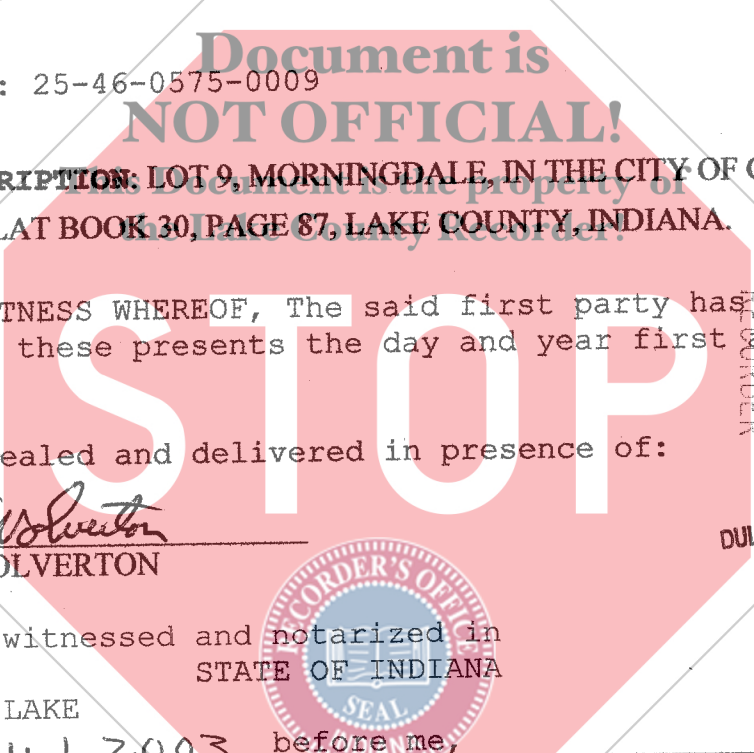 Document is
: 25-46-0575-0009
NOT OFFICIAL!
RIPTION: LOT 9, MORNINGDALE, IN THE CITY OF
This Document is the property of
LAT BOOK 30, PAGE 87, LAKE COUNTY, INDIANA.
the Lake County Recorder!
TNESS WHEREOF, The said first party has
these presents the day and year first a
STOP
ealed and delivered in presence of:
Wolverton
OLVERTON
DUL
RECORDER'S OFFICE
witnessed and notarized in
STATE OF INDIANA
SEAL
LAKE
2003 before me,